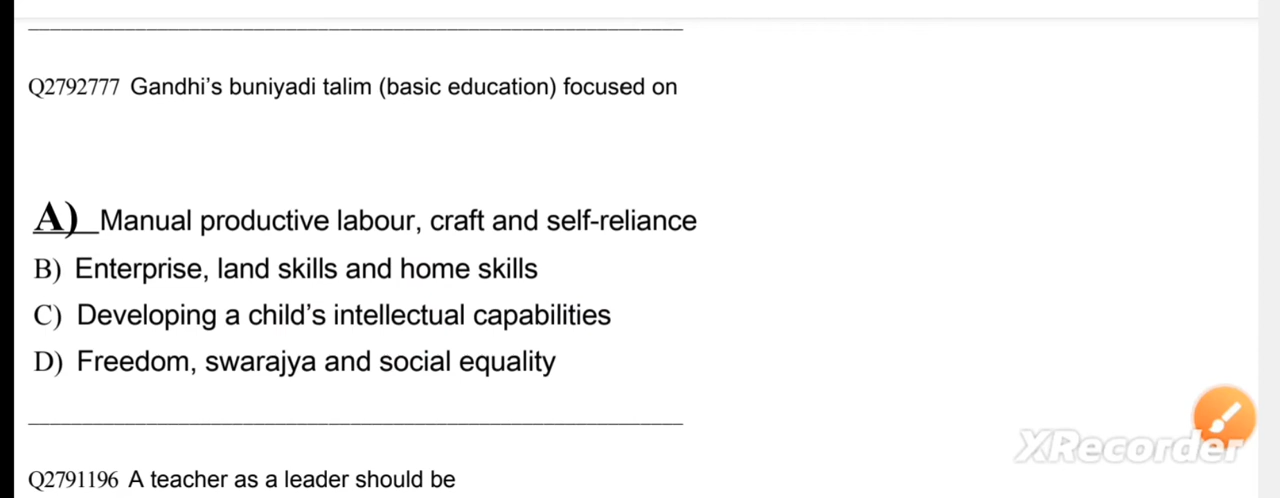 Q2792777 Gandhi’s buniyadi talim (basic education) focused on
A) Manual productive labour, craft and self-reliance
B) Enterprise, land skills and home skills
C) Developing a child’s intellectual capabilities
D) Freedom, swarajya and social equality
XRecorder
Q2791196 A teacher as a leader should be